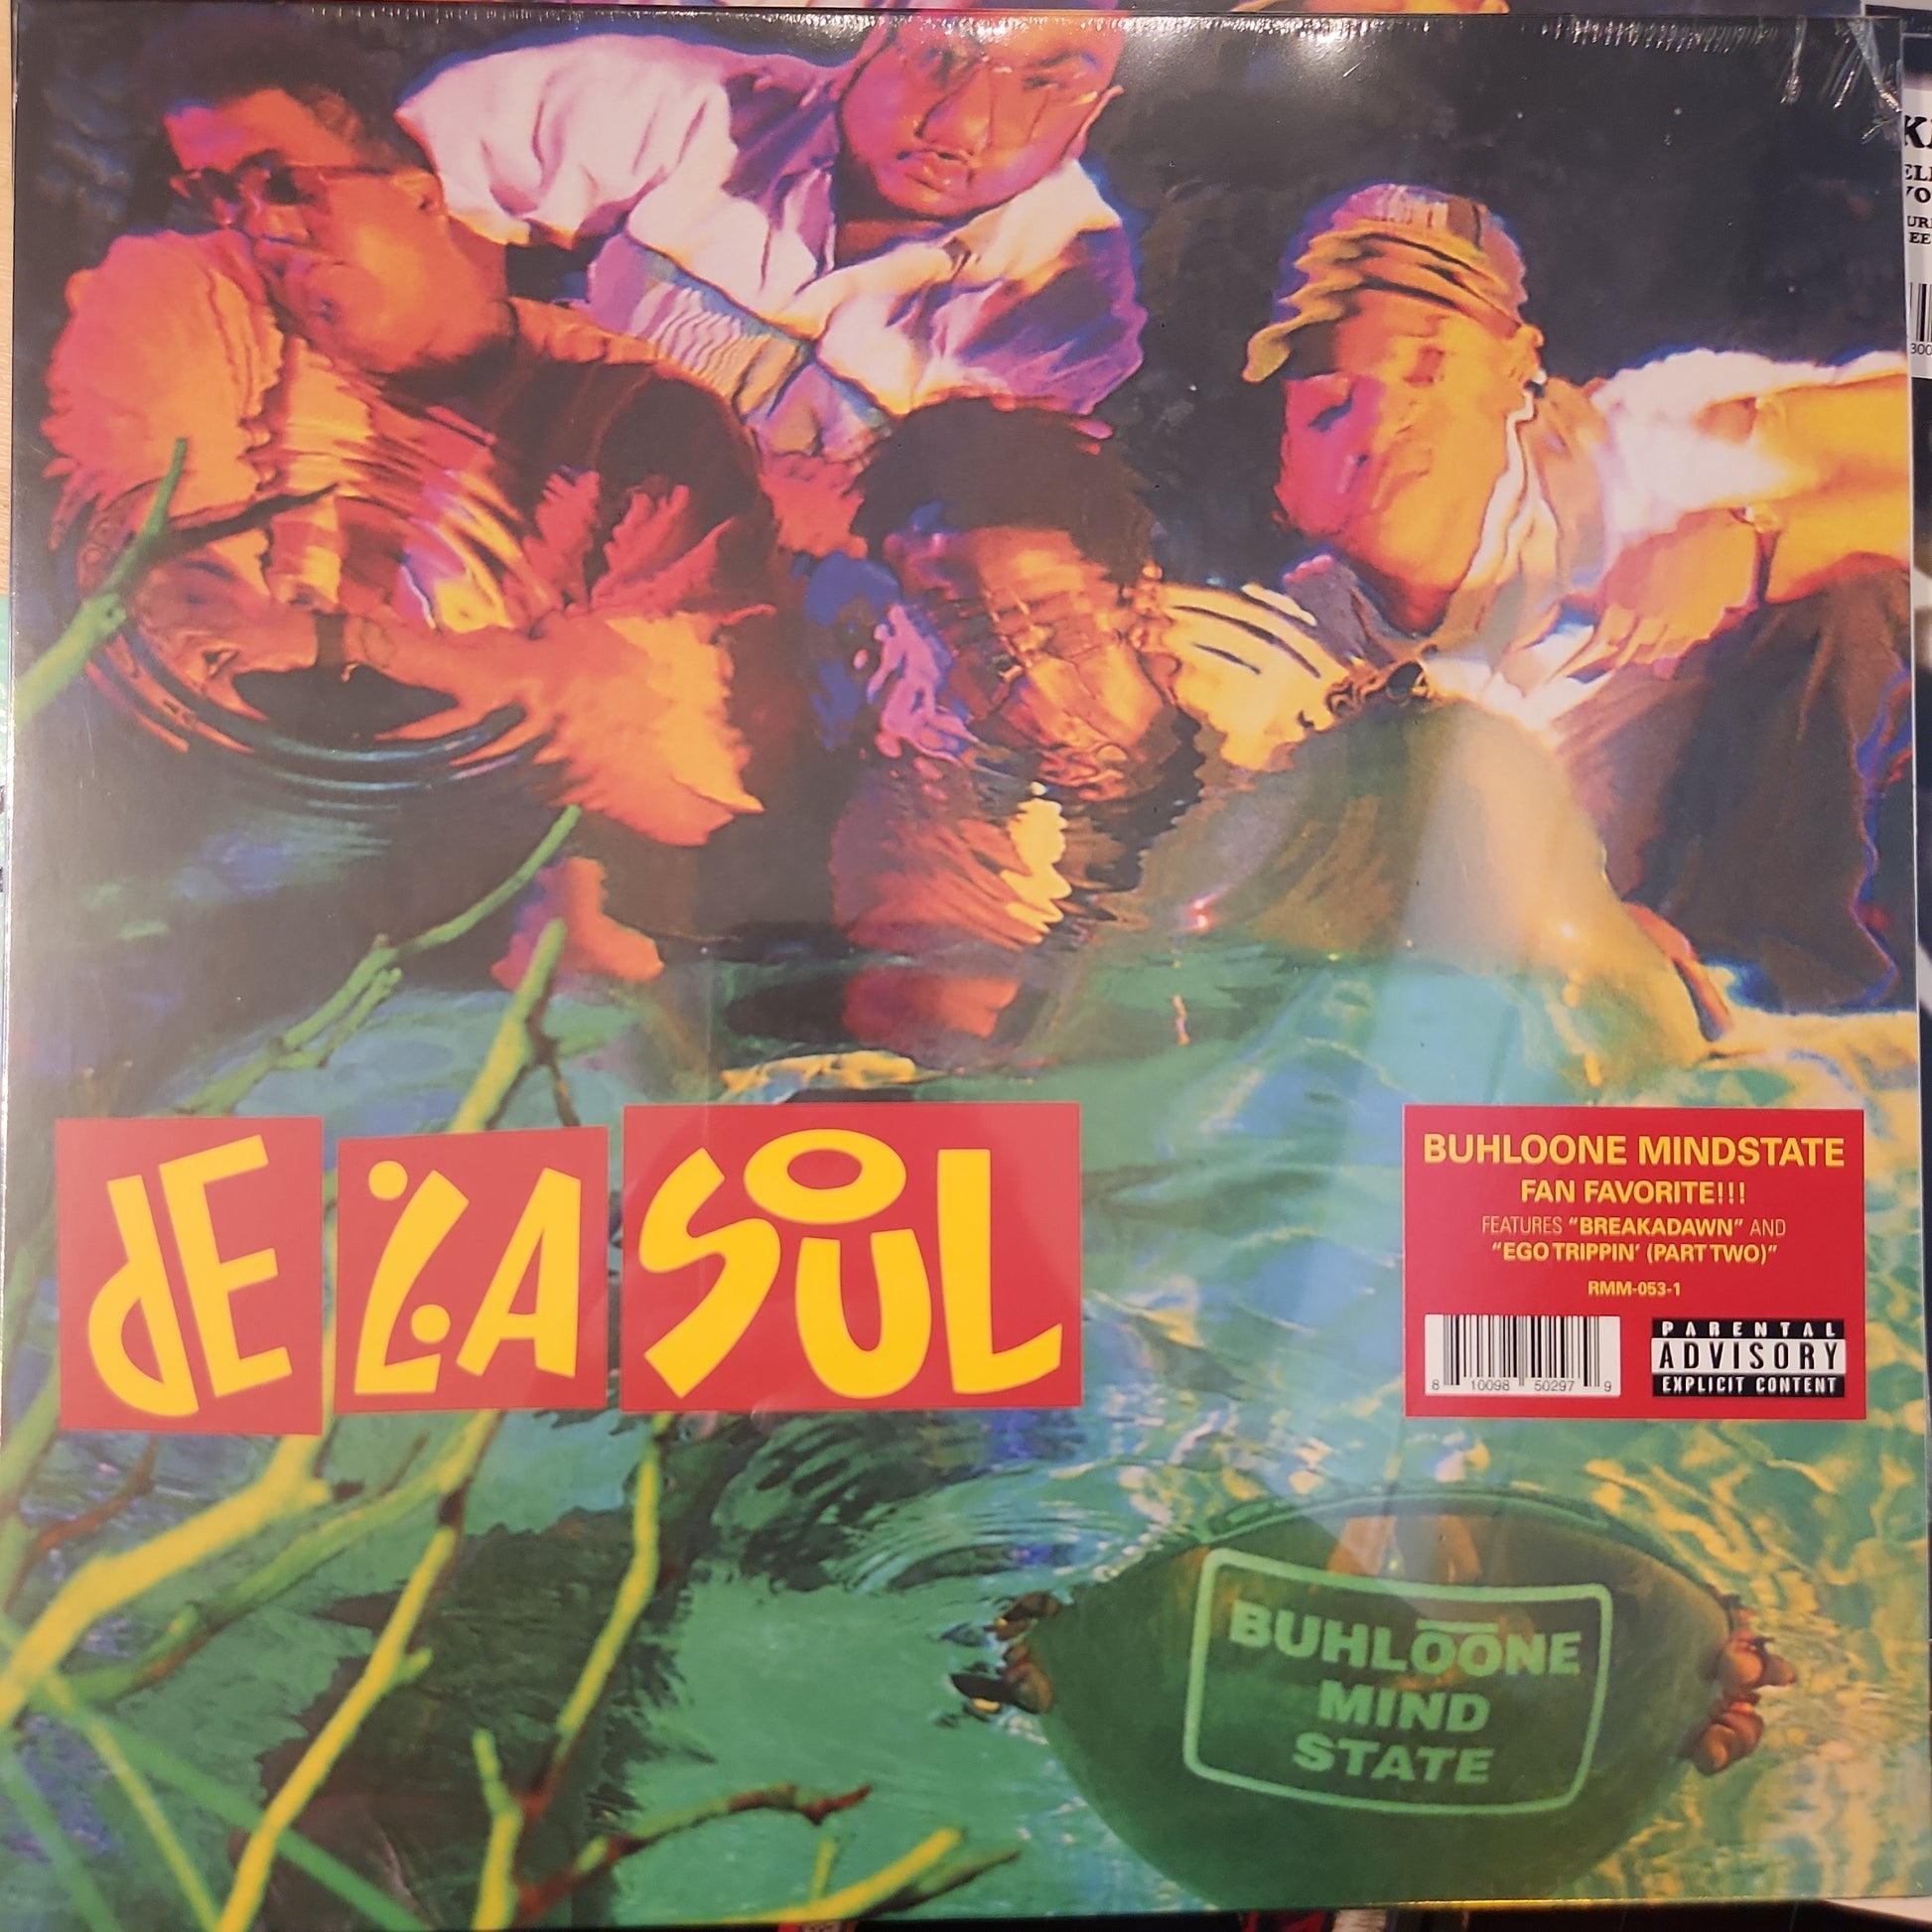 DE LA SOUL
BUHLOONE MINDSTATE
FAN FAVORITE!!!
FEATURES “BREAKADAWN” AND
“EGO TRIPPIN’ (PART TWO)”
RMM-053-1
8 10098 50297 9
PARENTAL
ADVISORY
EXPLICIT CONTENT
BUHLŌŌNE
MIND
STATE